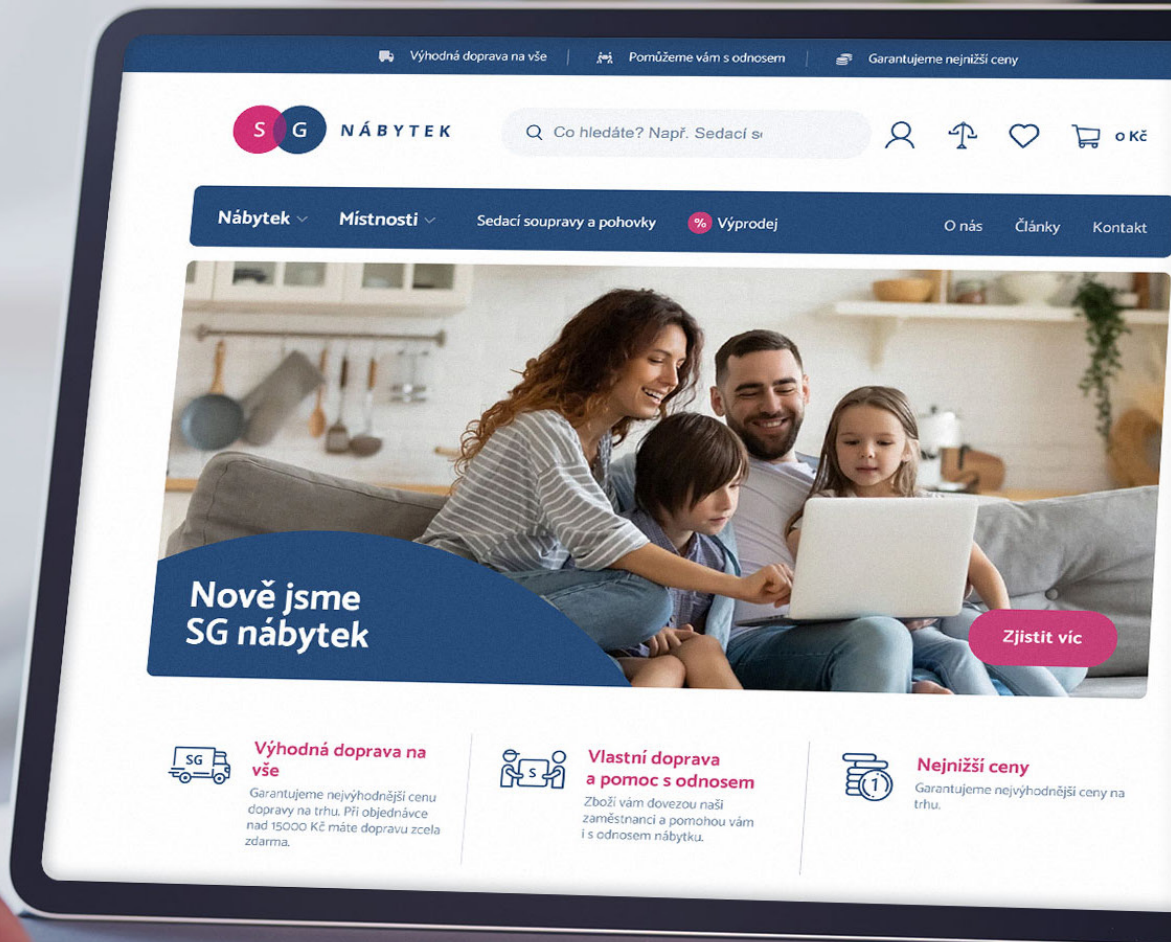 Výhodná doprava na vše
Pomůžeme vám s odnosem
Garantujeme nejnižší ceny
S G NÁBYTEK
Co hledáte? Např. Sedací s
0 Kč
Nábytek
Místnosti
Sedací soupravy a pohovky
% Výprodej
O nás
Články
Kontakt
Nově jsme
SG nábytek
Zjistit víc
SG
Výhodná doprava na
vše
Garantujeme nejvýhodnější cenu
dopravy na trhu. Při objednávce
nad 15000 Kč máte dopravu zcela
zdarma.
S
Vlastní doprava
a pomoc s odnosem
Zboží vám dovezou naši
zaměstnanci a pomohou vám
i s odnosem nábytku.
1
Nejnižší ceny
Garantujeme nejvýhodnější ceny na
trhu.